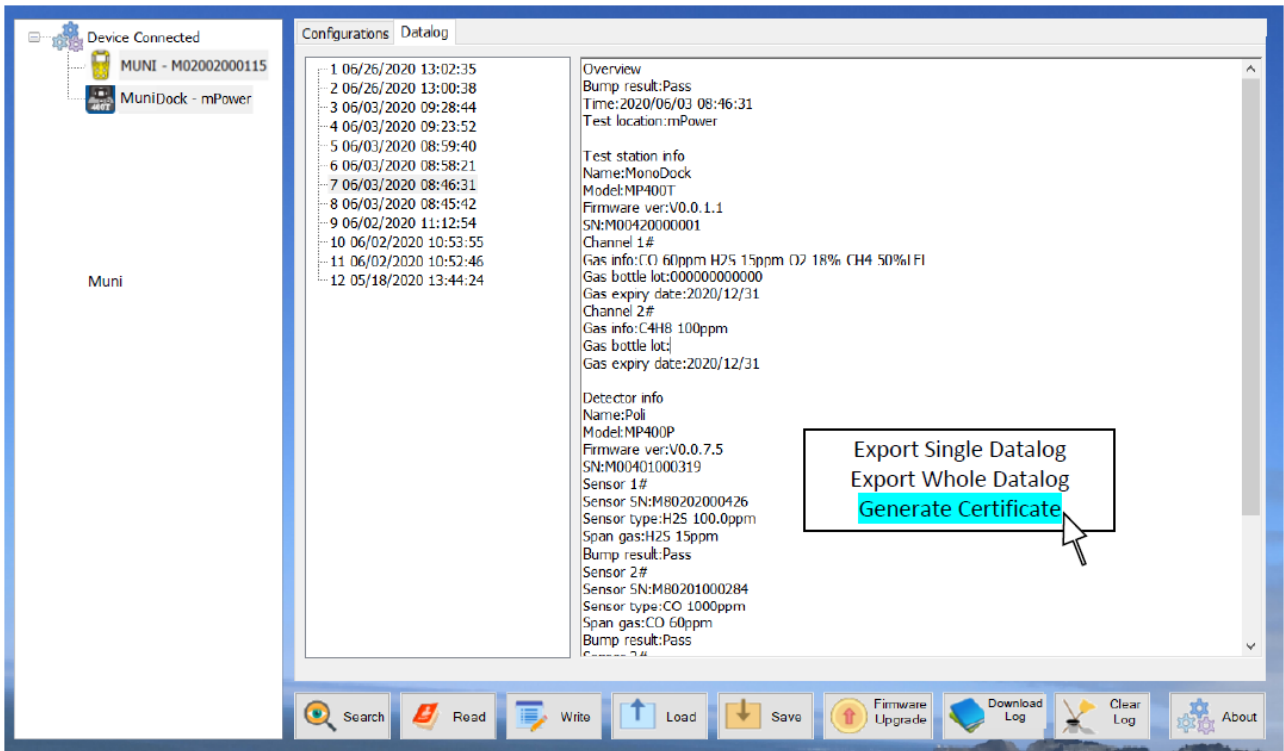 Device Connected
MUNI - M02002000115
MuniDock - mPower
400T
Muni
Configurations Datalog
1 06/26/2020 13:02:35
2 06/26/2020 13:00:38
3 06/03/2020 09:28:44
4 06/03/2020 09:23:52
5 06/03/2020 08:59:40
6 06/03/2020 08:58:21
7 06/03/2020 08:46:31
8 06/03/2020 08:45:42
9 06/02/2020 11:12:54
10 06/02/2020 10:53:55
11 06/02/2020 10:52:46
12 05/18/2020 13:44:24
Overview
Bump result:Pass
Time:2020/06/03 08:46:31
Test location:mPower
Test station info
Name:MonoDock
Model:MP400T
Firmware ver:V0.0.1.1
SN:M00420000001
Channel 1#
Gas info:CO 60ppm H2S 15ppm O2 18% CH4 50%LEL
Gas bottle lot:000000000000
Gas expiry date:2020/12/31
Channel 2#
Gas info:C4H8 100ppm
Gas bottle lot:
Gas expiry date:2020/12/31
Detector info
Name:Poli
Model:MP400P
Firmware ver:V0.0.7.5
SN:M00401000319
Sensor 1#
Sensor SN:M80202000426
Sensor type:H2S 100.0ppm
Span gas:H2S 15ppm
Bump result:Pass
Sensor 2#
Sensor SN:M80201000284
Sensor type:CO 1000ppm
Span gas:CO 60ppm
Bump result:Pass
Export Single Datalog
Export Whole Datalog
Generate Certificate
Search
Read
Write
Load
Save
Firmware
Upgrade
Download
Log
Clear
Log
About